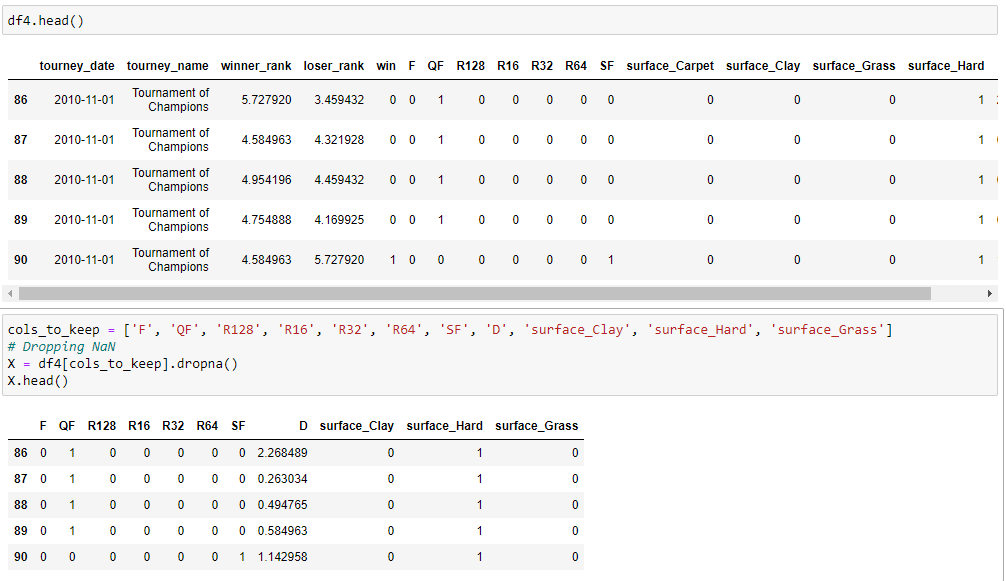 df4.head()
tourney_date tourney_name winner_rank loser_rank win F QF R128 R16 R32 R64 SF surface_Carpet surface_Clay surface_Grass surface_Hard
86 2010-11-01 Tournament of Champions 5.727920 3.459432 0 0 1 0 0 0 0 0 0 0 0 1
87 2010-11-01 Tournament of Champions 4.584963 4.321928 0 0 1 0 0 0 0 0 0 0 0 1
88 2010-11-01 Tournament of Champions 4.954196 4.459432 0 0 1 0 0 0 0 0 0 0 0 1
89 2010-11-01 Tournament of Champions 4.754888 4.169925 0 0 1 0 0 0 0 0 0 0 0 1
90 2010-11-01 Tournament of Champions 4.584963 5.727920 1 0 0 0 0 0 0 1 0 0 0 1
cols_to_keep = ['F', 'QF', 'R128', 'R16', 'R32', 'R64', 'SF', 'D', 'surface_Clay', 'surface_Hard', 'surface_Grass']
# Dropping NaN
X = df4[cols_to_keep].dropna()
X.head()
F QF R128 R16 R32 R64 SF D surface_Clay surface_Hard surface_Grass
86 0 1 0 0 0 0 0 2.268489 0 1 0
87 0 1 0 0 0 0 0 0.263034 0 1 0
88 0 1 0 0 0 0 0 0.494765 0 1 0
89 0 1 0 0 0 0 0 0.584963 0 1 0
90 0 0 0 0 0 0 1 1.142958 0 1 0